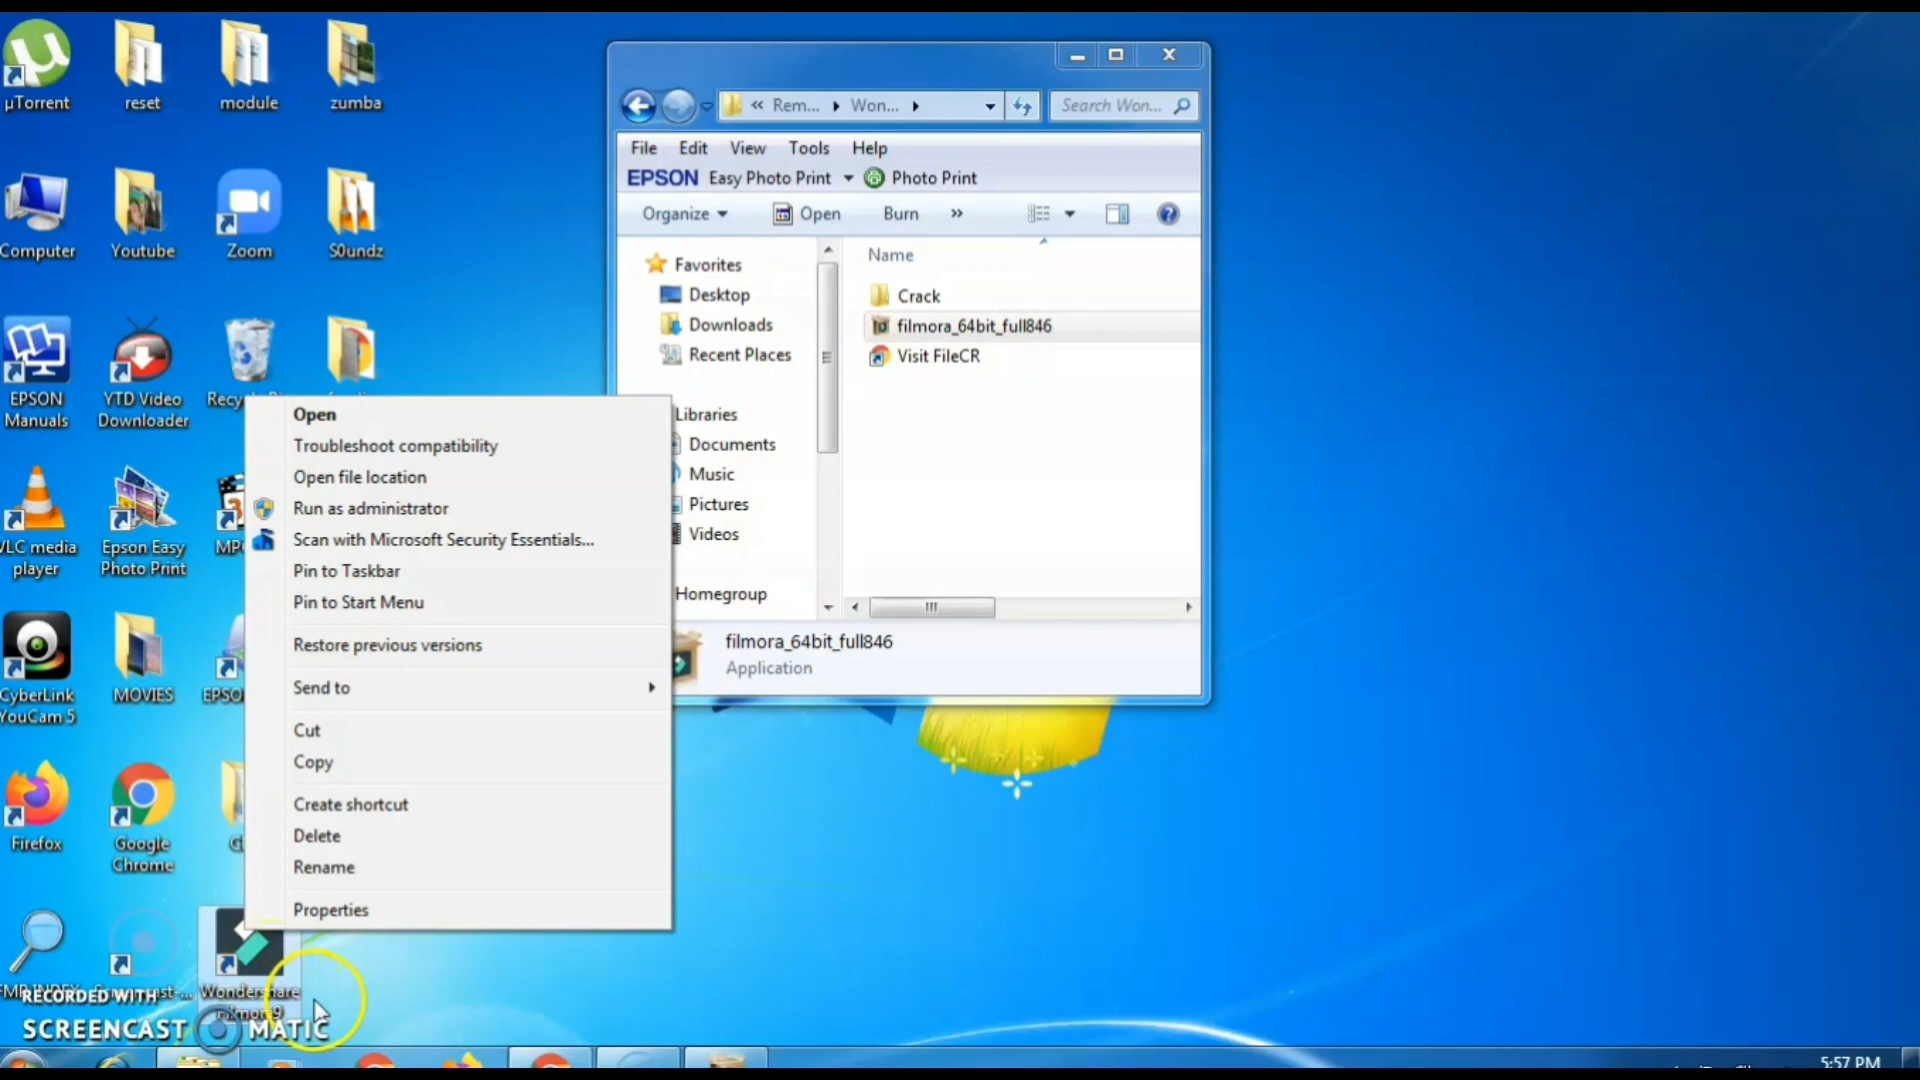 µTorrent
reset
module
zumba
Computer
Youtube
Zoom
S0undz
EPSON
Manuals
YTD Video
Downloader
VLC media
player
Epson Easy
Photo Print
CyberLink
YouCam 5
MOVIES
EPSO
Firefox
Google
Chrome
Wondershare
RECORDED WITH
SCREENCAST MATIC
Open
Troubleshoot compatibility
Open file location
Run as administrator
Scan with Microsoft Security Essentials...
Pin to Taskbar
Pin to Start Menu
Restore previous versions
Send to
Cut
Copy
Create shortcut
Delete
Rename
Properties
« Rem... Won...
Search Won...
File Edit View Tools Help
EPSON Easy Photo Print Photo Print
Organize Open Burn »
Favorites
Desktop
Downloads
Recent Places
Libraries
Documents
Music
Pictures
Videos
Homegroup
Name
Crack
filmora_64bit_full846
Visit FileCR
filmora_64bit_full846
Application
5:57 PM